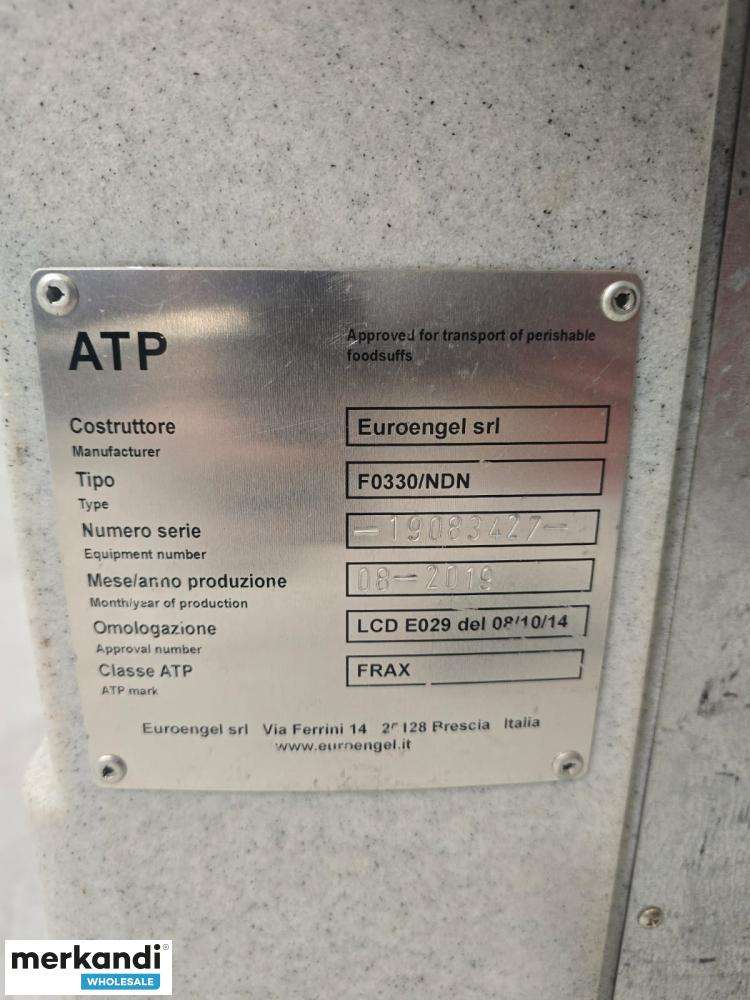 ATP
Approved for transport of perishable
foodsuffs
Costruttore
Manufacturer
Euroengel srl
Tipo
Type
F0330/NDN
Numero serie
Equipment number
-19083427-
Mese/anno produzione
Month/year of production
08-2019
Omologazione
Approval number
LCD E029 del 08/10/14
Classe ATP
ATP mark
FRAX
Euroengel srl Via Ferrini 14 Brescia Italia
www.euroengel.it
merkandi
WHOLESALE